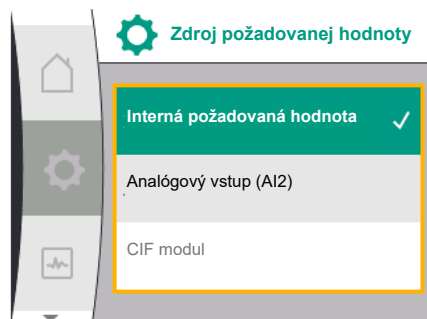 Zdroj požadovanej hodnoty
Interná požadovaná hodnota
Analógový vstup (AI2)
CIF modul